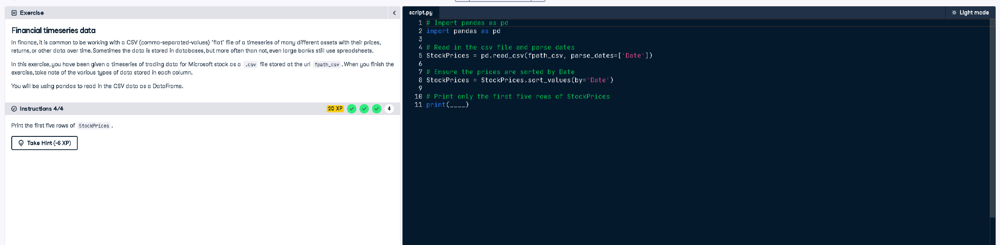 Exercise
Financial timeseries data
In finance, it is common to be working with a CSV (comma-separated-values) "flat" file of a timeseries of many different assets with their prices,
returns, or other data over time. Sometimes the data is stored in databases, but more often than not, even large banks still use spreadsheets.
In this exercise, you have been given a timeseries of trading data for Microsoft stock as a .csv file stored at the url fpath_csv. When you finish the
exercise, take note of the various types of data stored in each column.
You will be using pandas to read in the CSV data as a DataFrame.
Instructions 4/4 20 XP 4
Print the first five rows of StockPrices.
Take Hint (-6 XP)
script.py Light mode
1 # Import pandas as pd
2 import pandas as pd
3
4 # Read in the csv file and parse dates
5 StockPrices = pd.read_csv(fpath_csv, parse_dates=['Date'])
6
7 # Ensure the prices are sorted by Date
8 StockPrices = StockPrices.sort_values(by='Date')
9
10 # Print only the first five rows of StockPrices
11 print(____)